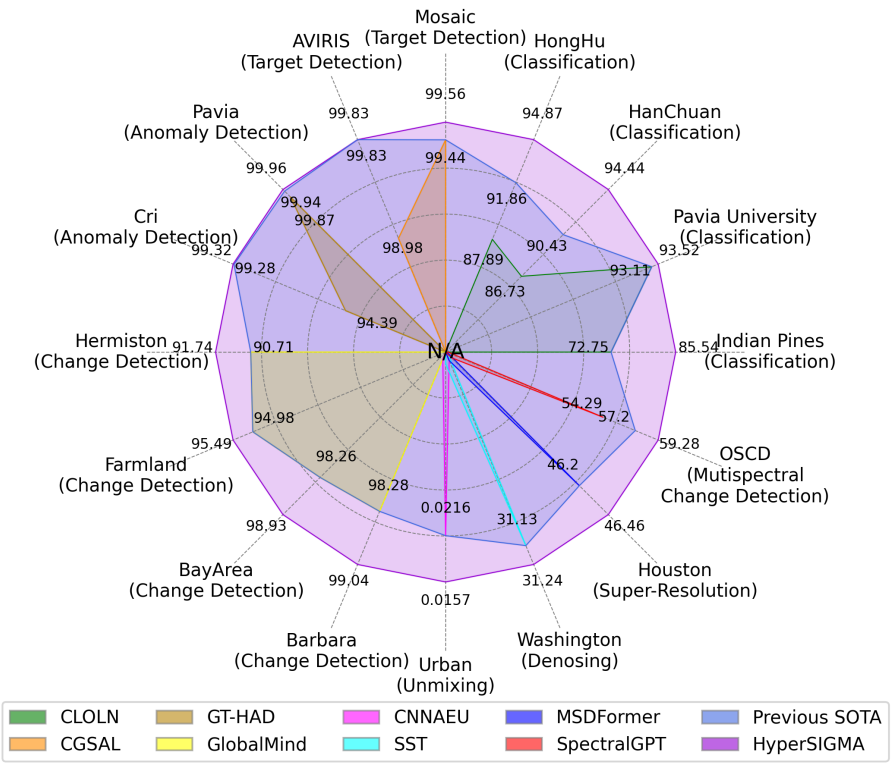 Mosaic
(Target Detection)
AVIRIS
(Target Detection)
HongHu
(Classification)
99.56
99.83
94.87
Pavia
(Anomaly Detection)
HanChuan
(Classification)
99.96
94.44
99.83
99.44
99.94
99.87
91.86
Cri
(Anomaly Detection)
99.32
Pavia University
(Classification)
93.52
98.98
90.43
87.89
99.28
93.11
86.73
94.39
Hermiston
(Change Detection)
91.74
90.71
N/A
72.75
85.54
Indian Pines
(Classification)
54.29
57.2
94.98
95.49
59.28
Farmland
(Change Detection)
OSCD
(Mutispectral
Change Detection)
98.26
46.2
98.28
0.0216
31.13
98.93
46.46
BayArea
(Change Detection)
Houston
(Super-Resolution)
99.04
31.24
0.0157
Barbara
(Change Detection)
Washington
(Denosing)
Urban
(Unmixing)
CLOLN
GT-HAD
CNNAEU
MSDFormer
Previous SOTA
CGSAL
GlobalMind
SST
SpectralGPT
HyperSIGMA